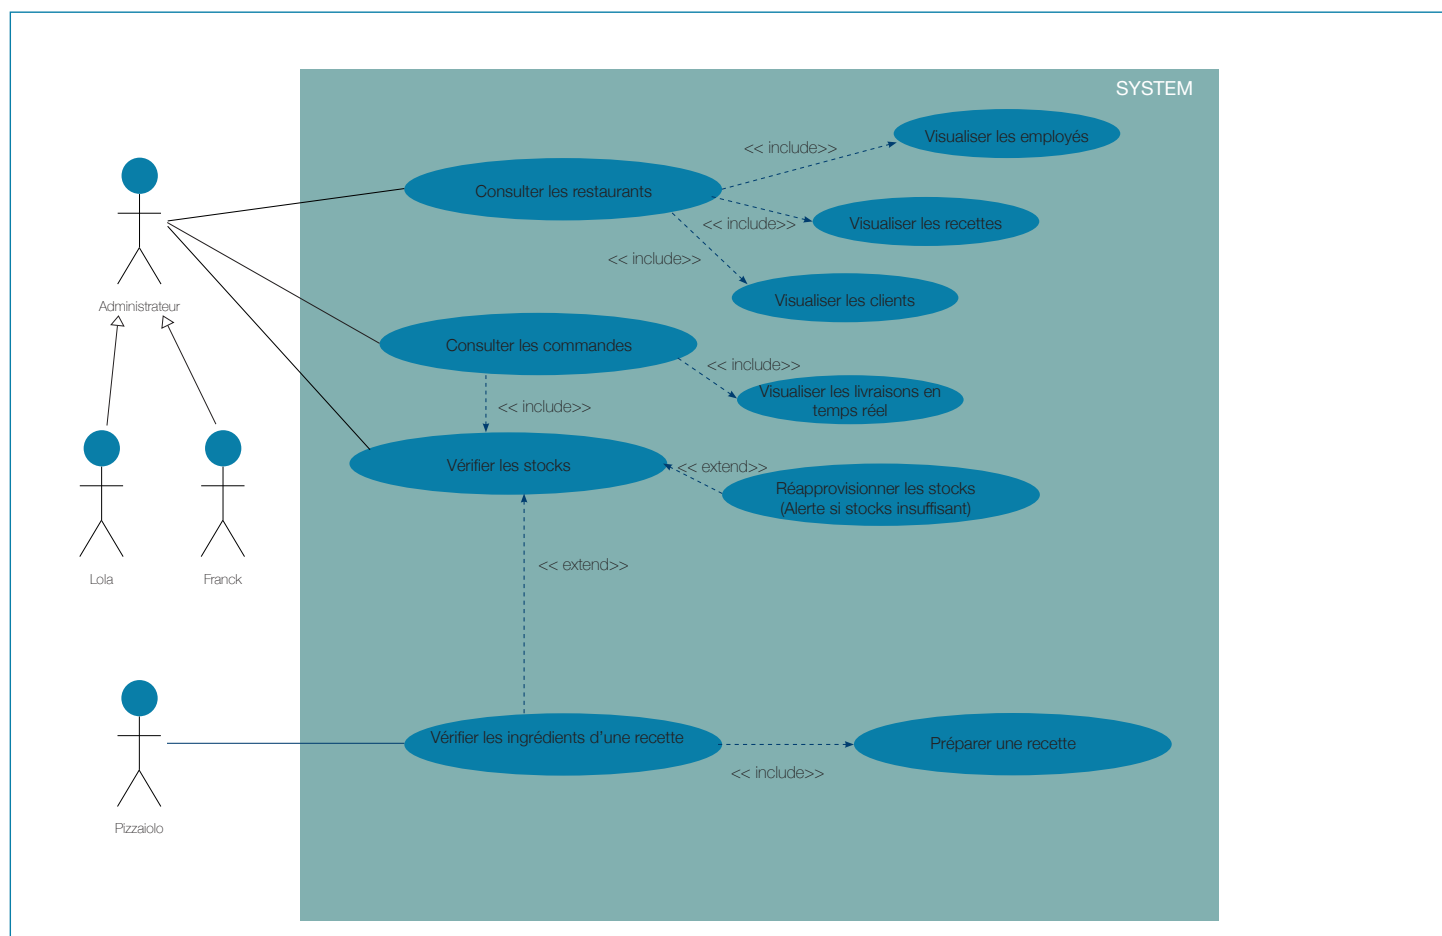 SYSTEM
Visualiser les employés
<< include>>
Consulter les restaurants
Visualiser les recettes
<< include>>
<< include>>
Visualiser les clients
Administrateur
Consulter les commandes
<< include>>
Visualiser les livraisons en
temps réel
<< include>>
Vérifier les stocks
<< extend>>
Réapprovisionner les stocks
(Alerte si stocks insuffisant)
<< extend>>
Lola
Franck
Vérifier les ingrédients d’une recette
Préparer une recette
<< include>>
Pizzaiolo